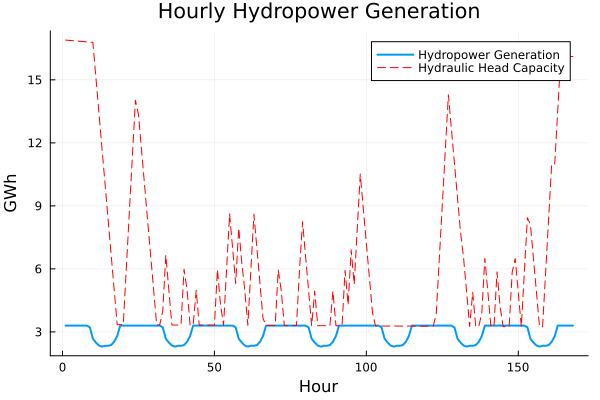 Hourly Hydropower Generation
Hydropower Generation
Hydraulic Head Capacity
GWh
15
12
9
6
3
0
50
100
150
Hour